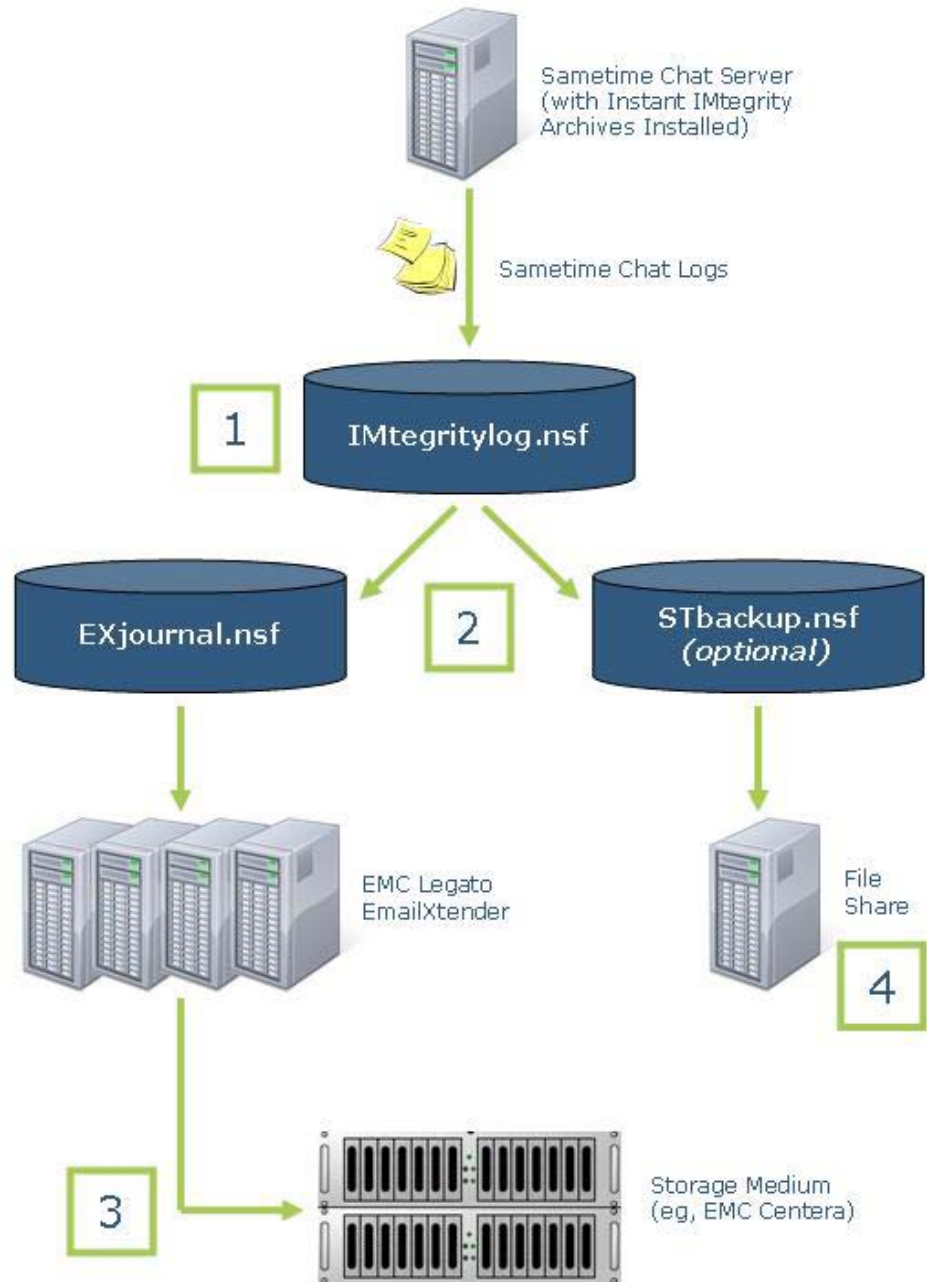 Sametime Chat Server
(with Instant IMtegrity
Archives Installed)
Sametime Chat Logs
1
IMtegritylog.nsf
EXjournal.nsf
2
STbackup.nsf
(optional)
EMC Legato
EmailXtender
File
Share
4
3
Storage Medium
(eg, EMC Centera)